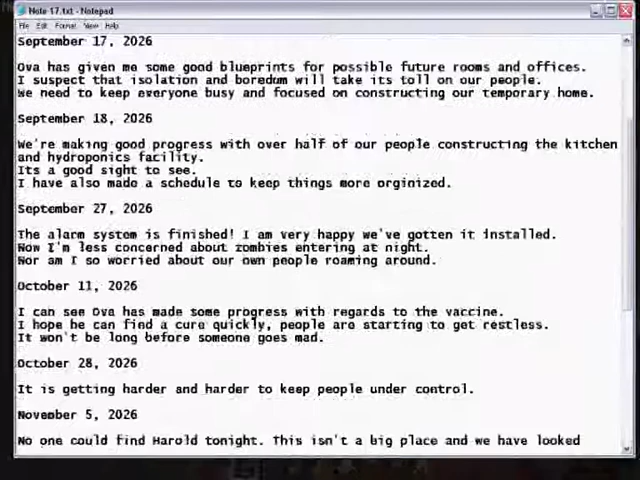 Note 17.txt - Notepad
File Edit Format View Help
September 17, 2026
Ova has given me some good blueprints for possible future rooms and offices.
I suspect that isolation and boredum will take its toll on our people.
We need to keep everyone busy and focused on constructing our temporary home.
September 18, 2026
We're making good progress with over half of our people constructing the kitchen
and hydroponics facility.
Its a good sight to see.
I have also made a schedule to keep things more orginized.
September 27, 2026
The alarm system is finished! I am very happy we've gotten it installed.
Now I'm less concerned about zombies entering at night.
Nor am I so worried about our own people roaming around.
October 11, 2026
I can see Ova has made some progress with regards to the vaccine.
I hope he can find a cure quickly, people are starting to get restless.
It won't be long before someone goes mad.
October 28, 2026
It is getting harder and harder to keep people under control.
November 5, 2026
No one could find Harold tonight. This isn't a big place and we have looked